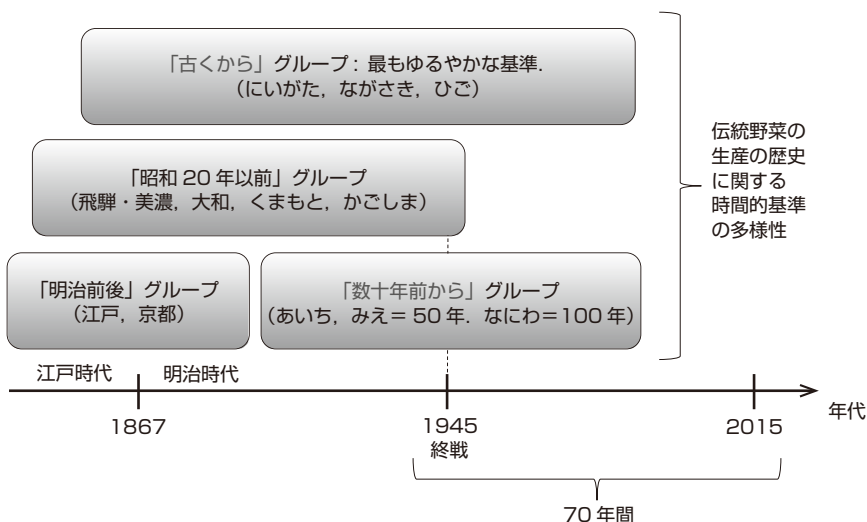 「古くから」グループ：最もゆるやかな基準．
（にいがた，ながさき，ひご）
「昭和 20 年以前」グループ
（飛騨・美濃，大和，くまもと，かごしま）
「明治前後」グループ
（江戸，京都）
「数十年前から」グループ
（あいち，みえ＝ 50 年．なにわ＝100 年）
伝統野菜の
生産の歴史
に関する
時間的基準
の多様性
江戸時代
明治時代
1867
1945
終戦
2015
年代
70 年間